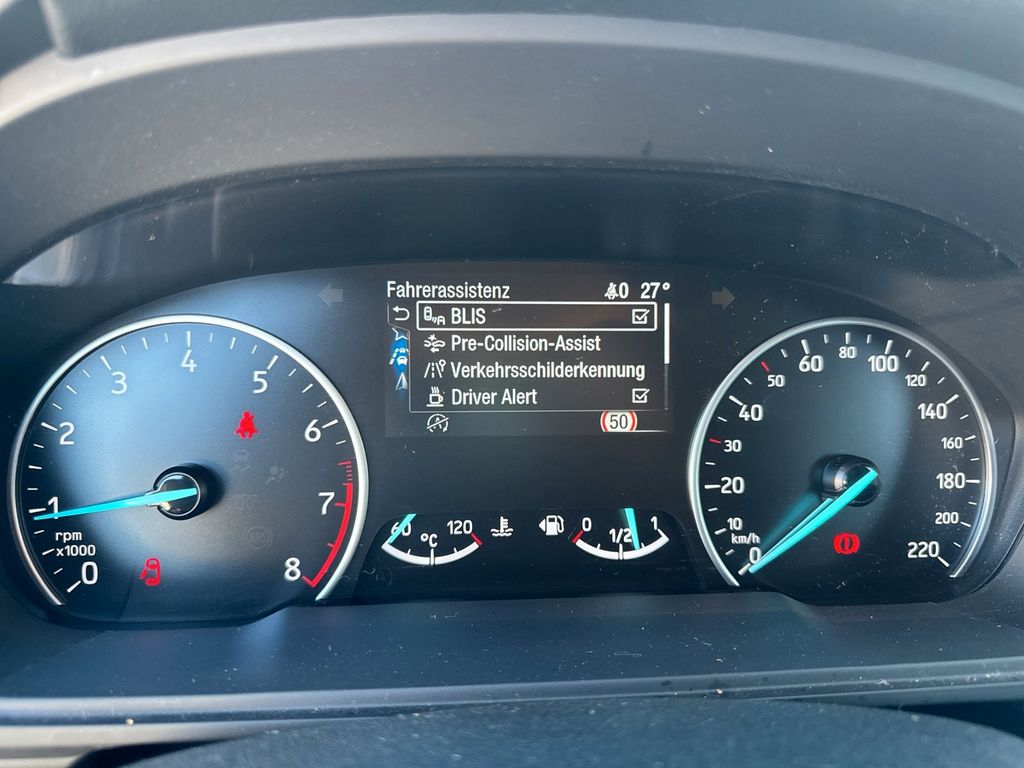 Fahrerassistenz 0 27°
BLIS
Pre-Collision-Assist
Verkehrsschilderkennung
Driver Alert
50
0 1 2 3 4 5 6 7 8
rpm
x1000
60 °C 120
0 1/2 1
0 10 20 30 40 50 60 80 100 120 140 160 180 200 220
km/h